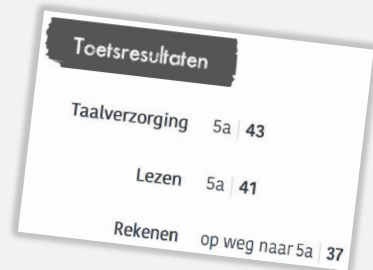 Toetsresultaten
Taalverzorging 5a | 43
Lezen 5a | 41
Rekenen op weg naar 5a | 37